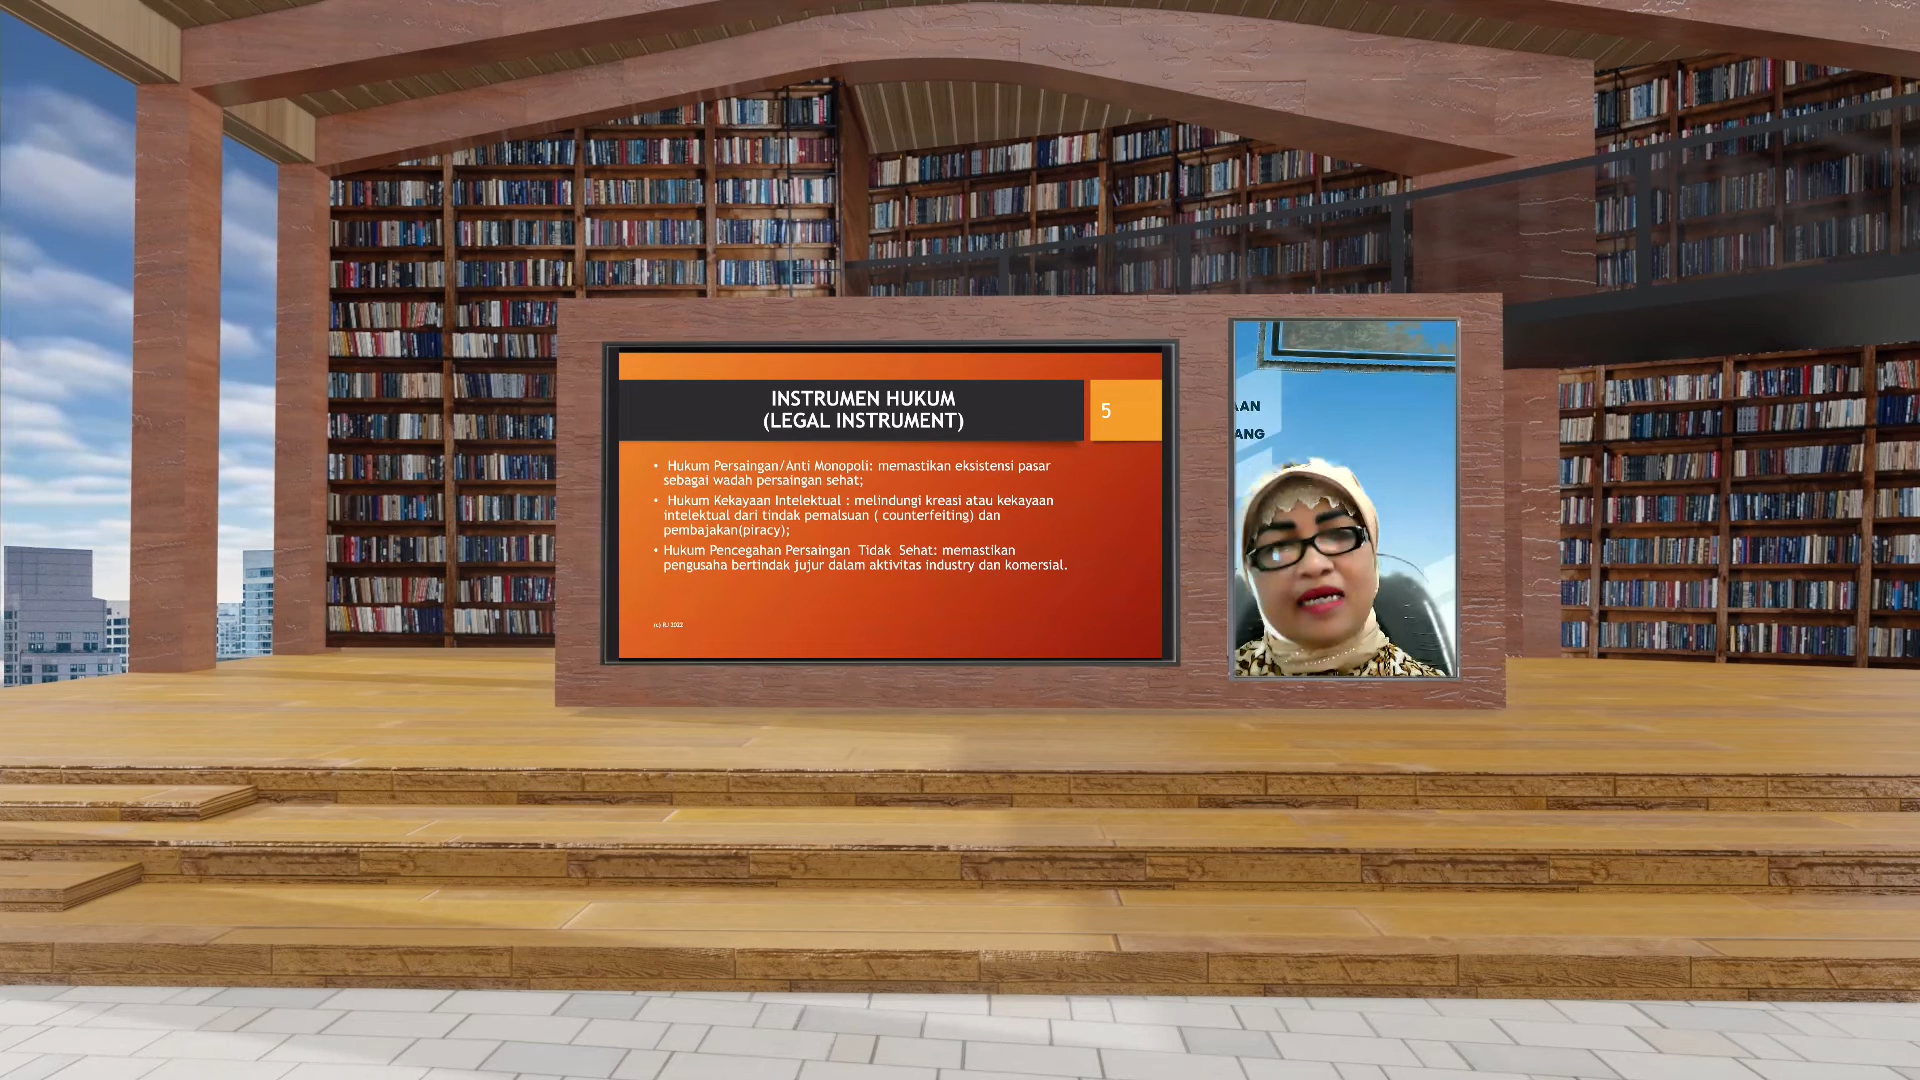 INSTRUMEN HUKUM
(LEGAL INSTRUMENT)
5
• Hukum Persaingan/Anti Monopoli: memastikan eksistensi pasar
sebagai wadah persaingan sehat;
• Hukum Kekayaan Intelektual : melindungi kreasi atau kekayaan
intelektual dari tindak pemalsuan ( counterfeiting) dan
pembajakan(piracy);
• Hukum Pencegahan Persaingan Tidak Sehat: memastikan
pengusaha bertindak jujur dalam aktivitas industry dan komersial.
(c) RJ 2022
AAN
ANG